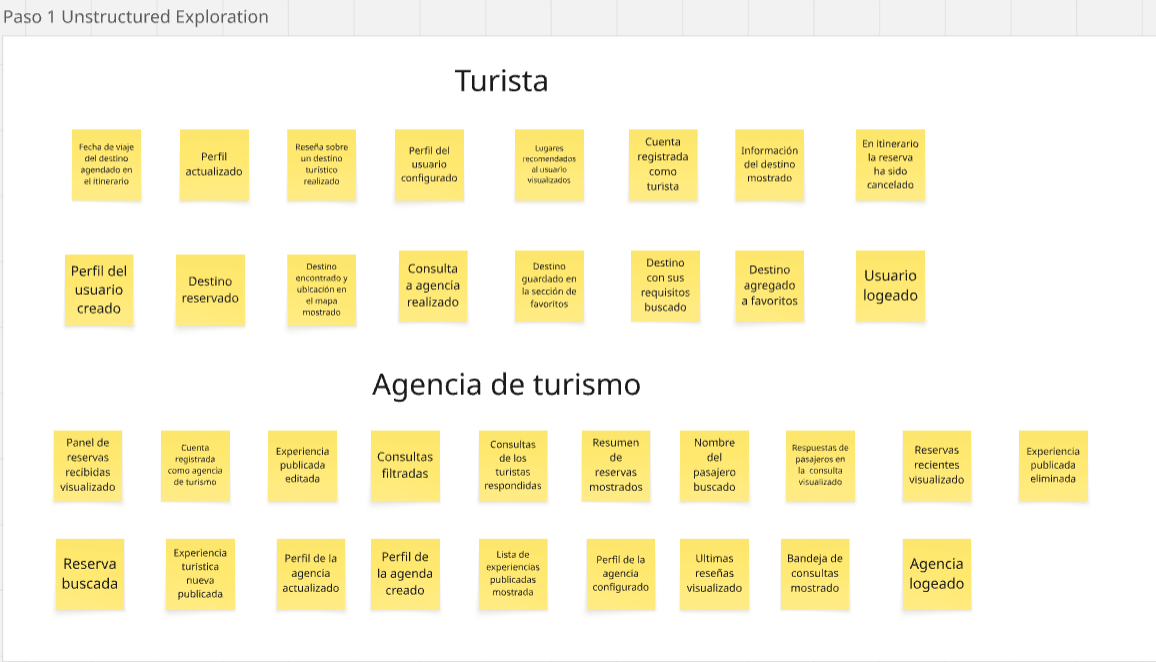 Paso 1 Unstructured Exploration
Turista
Fecha de viaje
del destino
agendado en
el itinerario
Perfil
actualizado
Reseña sobre
un destino
turístico
realizado
Perfil del
usuario
configurado
Lugares
recomendados
al usuario
visualizados
Cuenta
registrada
como
turista
Información
del destino
mostrado
En itinerario
la reserva
ha sido
cancelado
Perfil del
usuario
creado
Destino
reservado
Destino
encontrado y
ubicación en
el mapa
mostrado
Consulta
a agencia
realizado
Destino
guardado en
la sección de
favoritos
Destino
con sus
requisitos
buscado
Destino
agregado
a favoritos
Usuario
logeado
Agencia de turismo
Panel de
reservas
recibidas
visualizado
Cuenta
registrada
como agencia
de turismo
Experiencia
publicada
editada
Consultas
filtradas
Consultas
de los
turistas
respondidas
Resumen
de
reservas
mostrados
Nombre
del
pasajero
buscado
Respuestas de
pasajeros en
la consulta
visualizado
Reservas
recientes
visualizado
Experiencia
publicada
eliminada
Reserva
buscada
Experiencia
turística
nueva
publicada
Perfil de la
agencia
actualizado
Perfil de
la agenda
creado
Lista de
experiencias
publicadas
mostrada
Perfil de la
agencia
configurado
Ultimas
reseñas
visualizado
Bandeja de
consultas
mostrado
Agencia
logeado